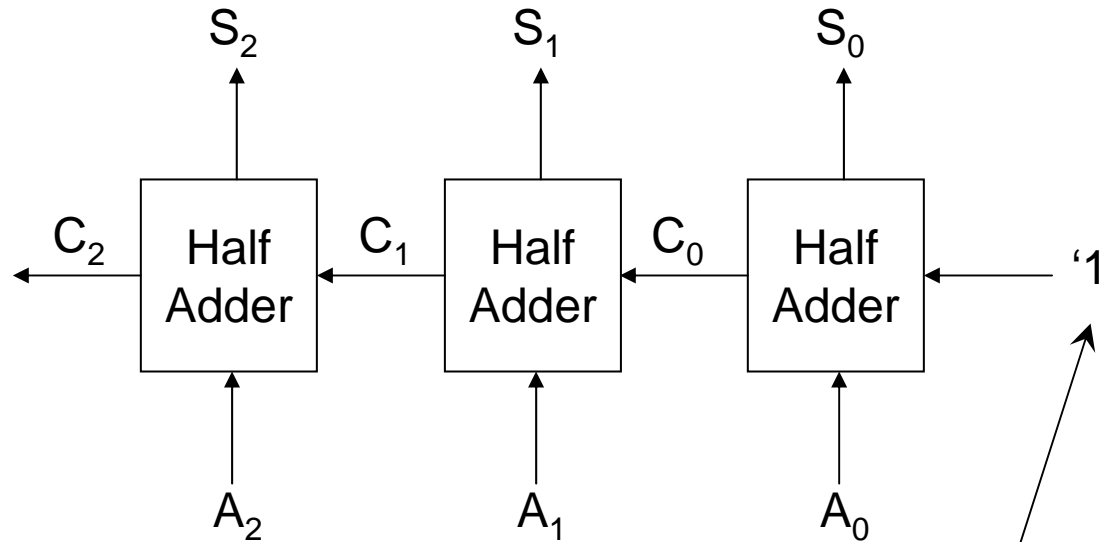 S₂ S₁ S₀
C₂ Half Adder C₁ Half Adder C₀ Half Adder ‘1
A₂ A₁ A₀